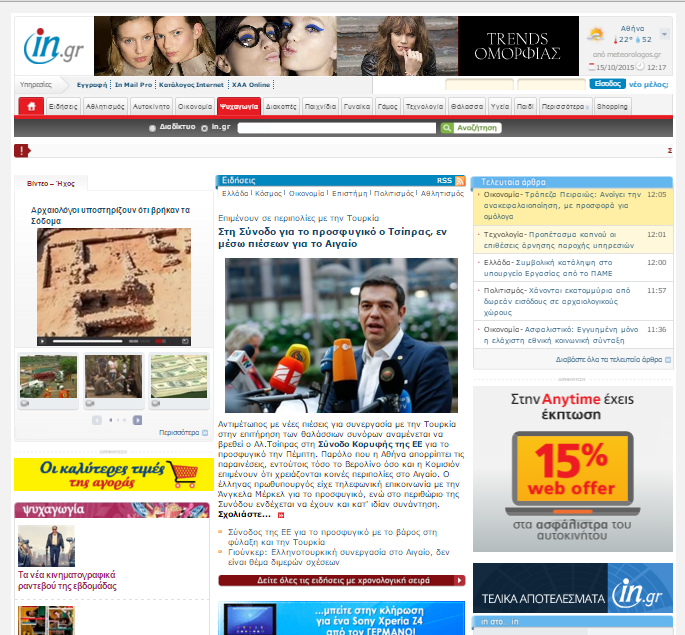 in.gr
TRENDS
ΟΜΟΡΦΙΑΣ
Αθήνα
22° 52
από meteorologos.gr
15/10/2015 12:17
Υπηρεσίες
Εγγραφή In Mail Pro Κατάλογος Internet XAA Online
Είσοδος νέο μέλος;
Ειδήσεις Αθλητισμός Αυτοκίνητο Οικονομία Ψυχαγωγία Διακοπές Παιχνίδια Γυναίκα Γάμος Τεχνολογία Θάλασσα Υγεία Παιδί Περισσότερα Shopping
Διαδίκτυο in.gr Αναζήτηση
!
Σ
Βίντεο - Ήχος
Αρχαιολόγοι υποστηρίζουν ότι βρήκαν τα
Σόδομα
Περισσότερα
Οι καλύτερες τιμές
της αγοράς
ψυχαγωγία
Τα νέα κινηματογραφικά
ραντεβού της εβδομάδας
Ειδήσεις RSS
Ελλάδα Κόσμος Οικονομία Επιστήμη Πολιτισμός Αθλητισμός
Επιμένουν σε περιπολίες με την Τουρκία
Στη Σύνοδο για το προσφυγικό ο Τσίπρας, εν
μέσω πιέσεων για το Αιγαίο
Αντιμέτωπος με νέες πιέσεις για συνεργασία με την Τουρκία
στην επιτήρηση των θαλάσσιων συνόρων αναμένεται να
βρεθεί ο Αλ.Τσίπρας στη Σύνοδο Κορυφής της ΕΕ για το
προσφυγικό την Πέμπτη. Παρόλο που η Αθήνα απορρίπτει τις
παραινέσεις, εντούτοις τόσο το Βερολίνο όσο και η Κομισιόν
επιμένουν ότι χρειάζονται κοινές περιπολίες στο Αιγαίο. Ο
έλληνας πρωθυπουργός είχε τηλεφωνική επικοινωνία με την
Άνγκελα Μέρκελ για το προσφυγικό, ενώ στο περιθώριο της
Συνόδου ενδέχεται να έχουν και κατ' ιδίαν συνάντηση.
Σχολιάστε...
Σύνοδος της ΕΕ για το προσφυγικό με το βάρος στη
φύλαξη και την Τουρκία
Γιούνκερ: Ελληνοτουρκική συνεργασία στο Αιγαίο, δεν
είναι θέμα διμερών σχέσεων
Δείτε όλες τις ειδήσεις με χρονολογική σειρά
...μπείτε στην κλήρωση
για ένα Sony Xperia Z4
από τον ΓΕΡΜΑΝΟ!
Τελευταία άρθρα
Οικονομία- Τράπεζα Πειραιώς: Ανοίγει την 12:05
ανακεφαλαιοποίηση, με προσφορά για
ομόλογα
Τεχνολογία- Προπέτασμα καπνού οι 12:01
επιθέσεις άρνησης παροχής υπηρεσιών
Ελλάδα- Συμβολική κατάληψη στο 12:00
υπουργείο Εργασίας από το ΠΑΜΕ
Πολιτισμός- Χάνονται εκατομμύρια από 11:57
δωρεάν εισόδους σε αρχαιολογικούς
χώρους
Οικονομία- Ασφαλιστικό: Εγγυημένη μόνο 11:36
η ελάχιστη εθνική κοινωνική σύνταξη
Διαβάστε όλα τα τελευταία άρθρα
Στην Anytime έχεις
έκπτωση
15%
web offer
στα ασφάλιστρα του
αυτοκινήτου
ΤΕΛΙΚΑ ΑΠΟΤΕΛΕΣΜΑΤΑ in.gr
in στο... in